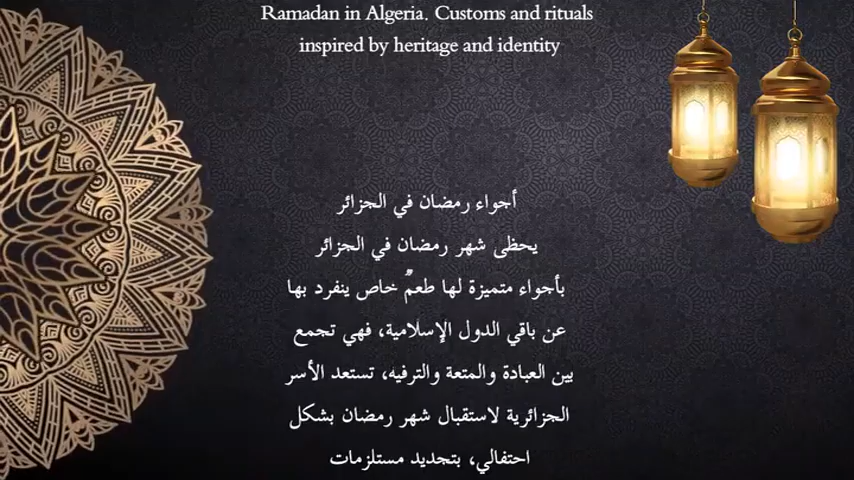 Ramadan in Algeria. Customs and rituals
inspired by heritage and identity
أجواء رمضان في الجزائر
يحظى شهر رمضان في الجزائر
بأجواء متميزة لها طعمٌ خاص ينفرد بها
عن باقي الدول الإسلامية، فهي تجمع
بين العبادة والمتعة والترفيه، تستعد الأسر
الجزائرية لاستقبال شهر رمضان بشكل
احتفالي، بتجديد مستلزمات